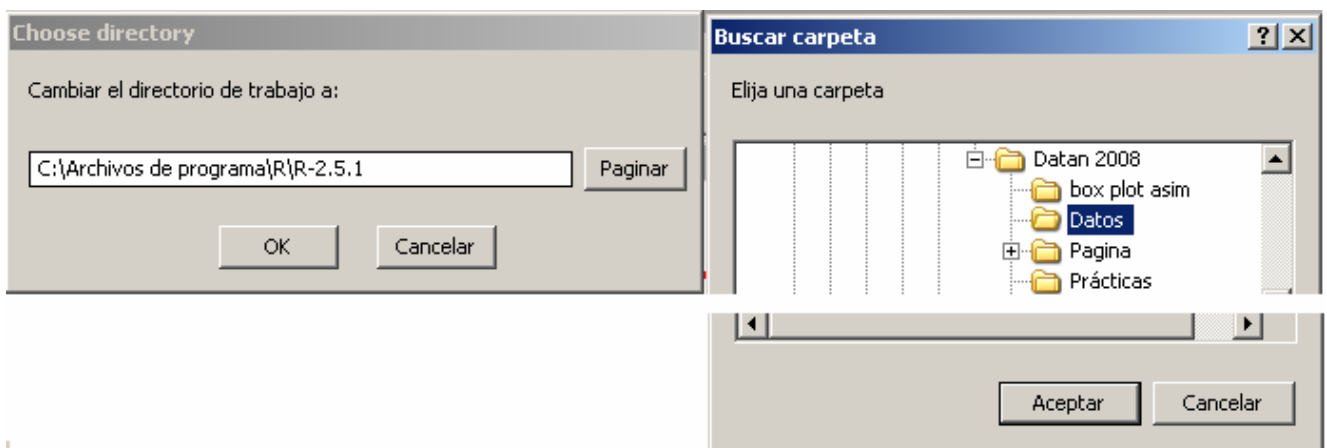 Choose directory
Cambiar el directorio de trabajo a:
C:\Archivos de programa\R\R-2.5.1
Paginar
OK
Cancelar
Buscar carpeta
Elija una carpeta
Datan 2008
box plot asim
Datos
Pagina
Prácticas
Aceptar
Cancelar